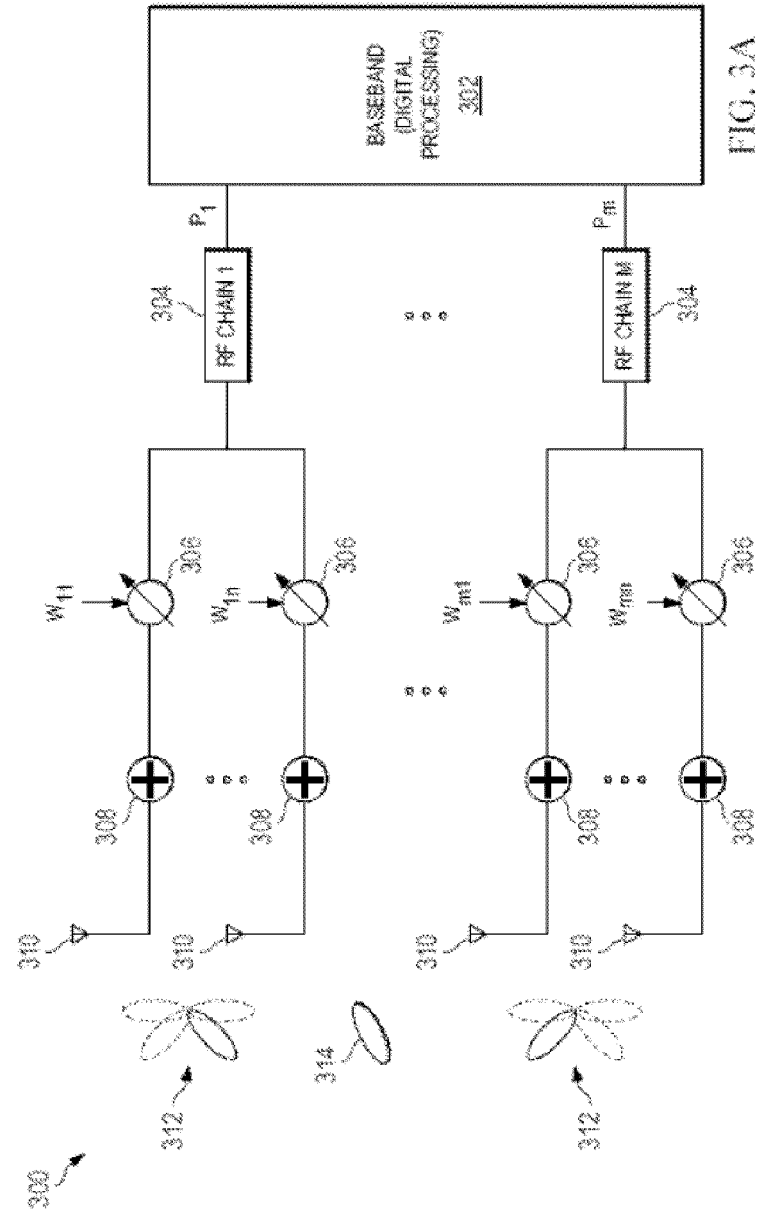 300
312
314
312
310
310
310
310
308
308
308
308
W11
W1n
Wm1
Wmn
306
306
306
306
304
RF CHAIN 1
RF CHAIN M
304
P1
Pm
BASEBAND
(DIGITAL
PROCESSING)
302
FIG. 3A